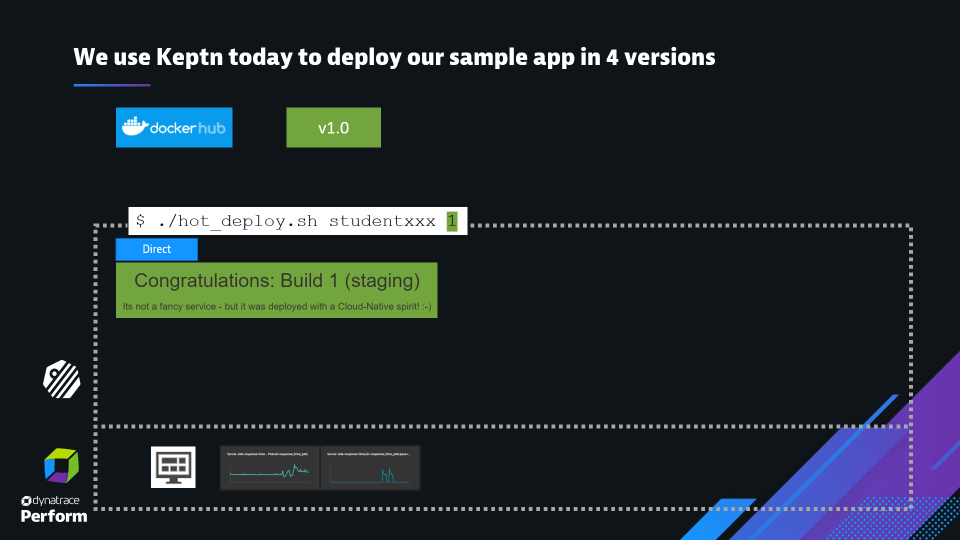 We use Keptn today to deploy our sample app in 4 versions
dockerhub
v1.0
$ ./hot_deploy.sh studentxxx 1
Direct
Congratulations: Build 1 (staging)
Its not a fancy service - but it was deployed with a Cloud-Native spirit! :-)
dynatrace
Perform